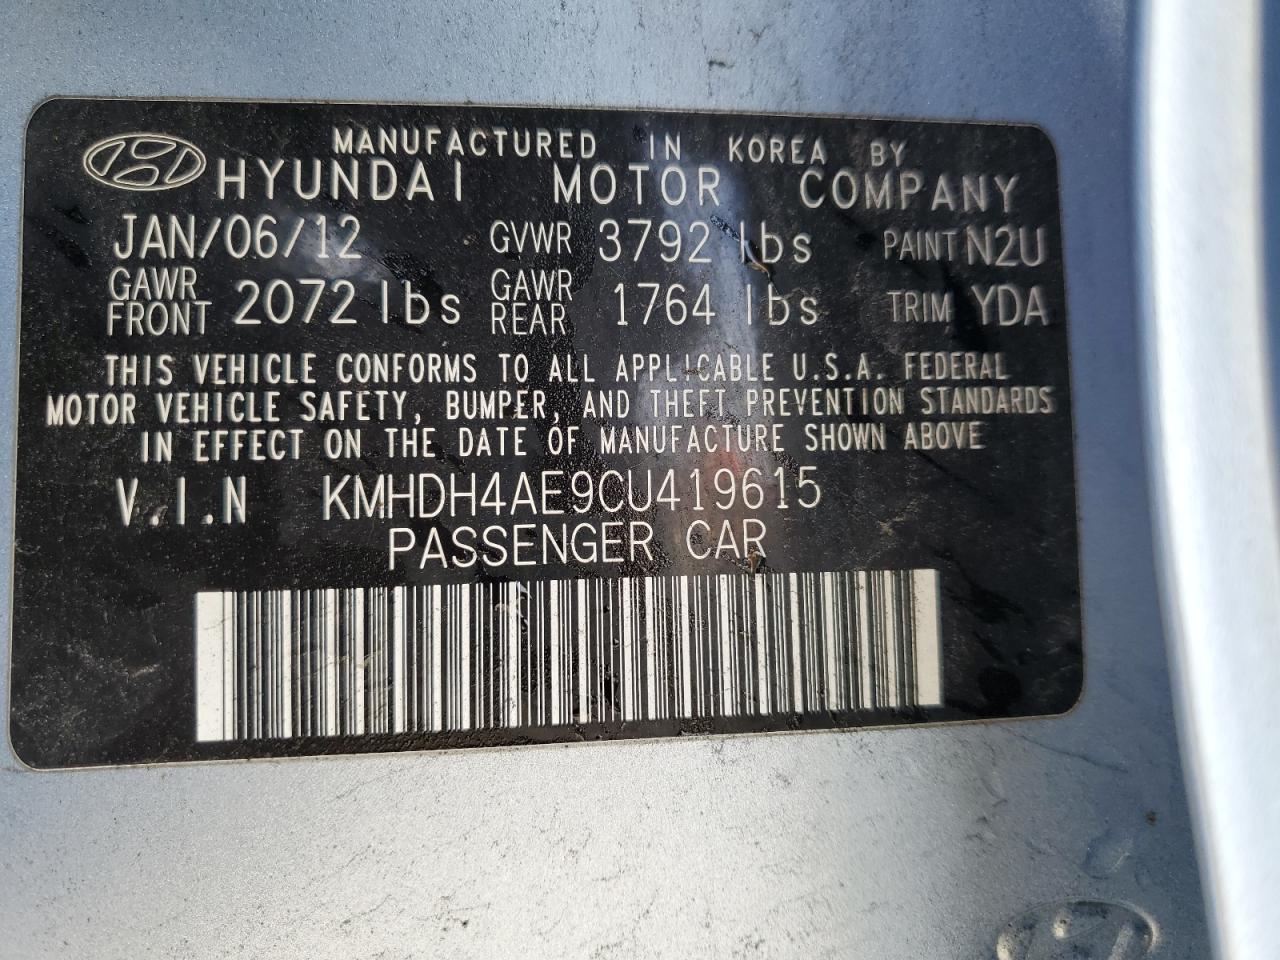 MANUFACTURED IN KOREA BY
HYUNDAI MOTOR COMPANY
JAN/06/12 GVWR 3792 lbs PAINT N2U
GAWR FRONT 2072 lbs GAWR REAR 1764 lbs TRIM YDA
THIS VEHICLE CONFORMS TO ALL APPLICABLE U.S.A. FEDERAL
MOTOR VEHICLE SAFETY, BUMPER, AND THEFT PREVENTION STANDARDS
IN EFFECT ON THE DATE OF MANUFACTURE SHOWN ABOVE
V.I.N KMHDH4AE9CU419615
PASSENGER CAR